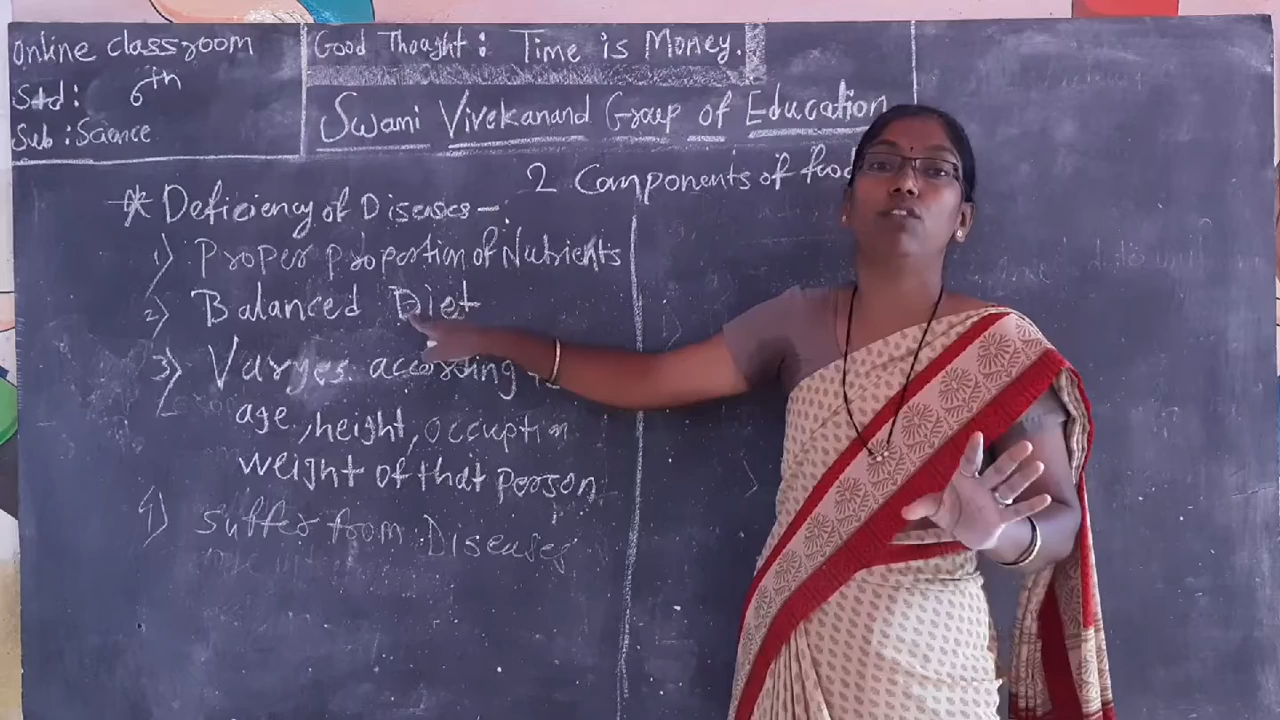 Online classroom
Std: 6th
Sub: Science
Good Thought: Time is Money.
Swami Vivekanand Group of Education
2 Components of food
* Deficiency of Diseases -:
1) Proper proportion of Nutrients
2) Balanced Diet
3) Varyes according
age, height, occuption
weight of that person
4) suffer from Diseases